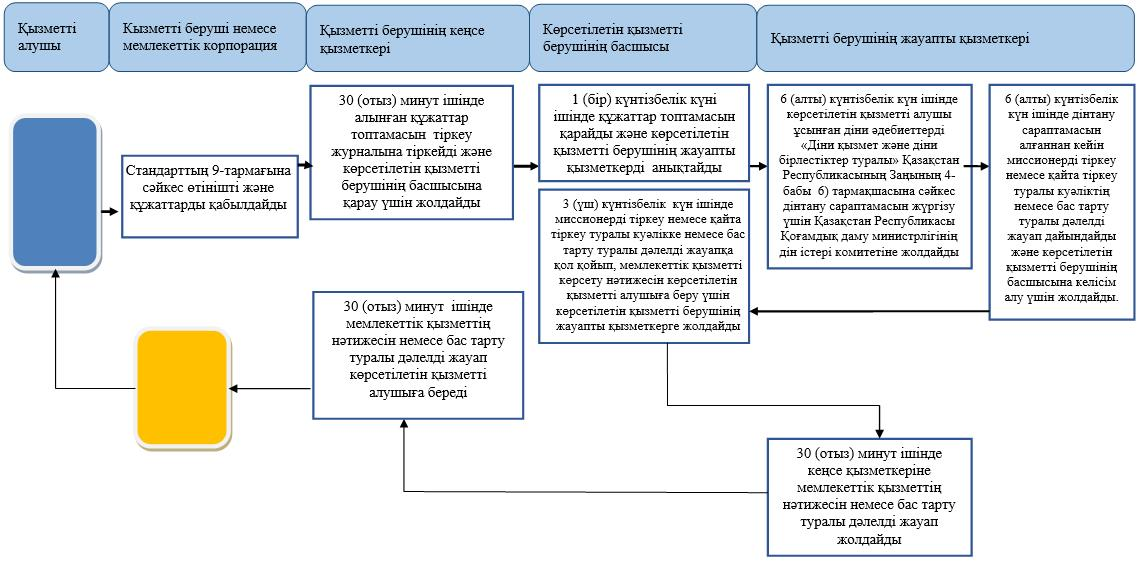 Қызметті
алушы
Кызметті беруші немесе
мемлекеттік корпорация
Қызметті берушінің кеңсе
қызметкері
Көрсетілетін қызметті
берушінің басшысы
Қызметті берушінің жауапты қызметкері
Стандарттың 9-тармағына
сәйкес өтінішті және
құжаттарды қабылдайды
30 (отыз) минут ішінде
алынған құжаттар
топтамасын тіркеу
журналына тіркейді және
көрсетілетін қызметті
берушінің басшысына
қарау үшін жолдайды
1 (бір) күнтізбелік күні
ішінде құжаттар топтамасын
қарайды және көрсетілетін
қызметті берушінің жауапты
қызметкерді анықтайды
6 (алты) күнтізбелік күн ішінде
көрсетілетін қызметті алушы
ұсынған діни әдебиеттерді
«Діни қызмет және діни
бірлестіктер туралы» Қазақстан
Республикасының Заңының 4-
бабы 6) тармақшасына сәйкес
дінтану сараптамасын жүргізу
үшін Қазақстан Республикасы
Қоғамдық даму министрлігінің
дін істері комитетіне жолдайды
6 (алты) күнтізбелік
күн ішінде дінтану
сараптамасын
алғаннан кейін
миссионерді тіркеу
немесе қайта тіркеу
туралы куәліктің
немесе бас тарту
туралы дәлелді
жауап дайындайды
және көрсетілетін
қызметті берушінің
басшысына келісім
алу үшін жолдайды.
3 (үш) күнтізбелік күн ішінде
миссионерді тіркеу немесе қайта
тіркеу туралы куәлікке немесе бас
тарту туралы дәлелді жауапқа
қол қойып, мемлекеттік қызметті
көрсету нәтижесін көрсетілетін
қызметті алушыға беру үшін
көрсетілетін қызметті берушінің
жауапты қызметкерге жолдайды
30 (отыз) минут ішінде
мемлекеттік қызметтің
нәтижесін немесе бас тарту
туралы дәлелді жауап
көрсетілетін қызметті
алушыға береді
30 (отыз) минут ішінде
кеңсе қызметкеріне
мемлекеттік қызметтің
нәтижесін немесе бас тарту
туралы дәлелді жауап
жолдайды